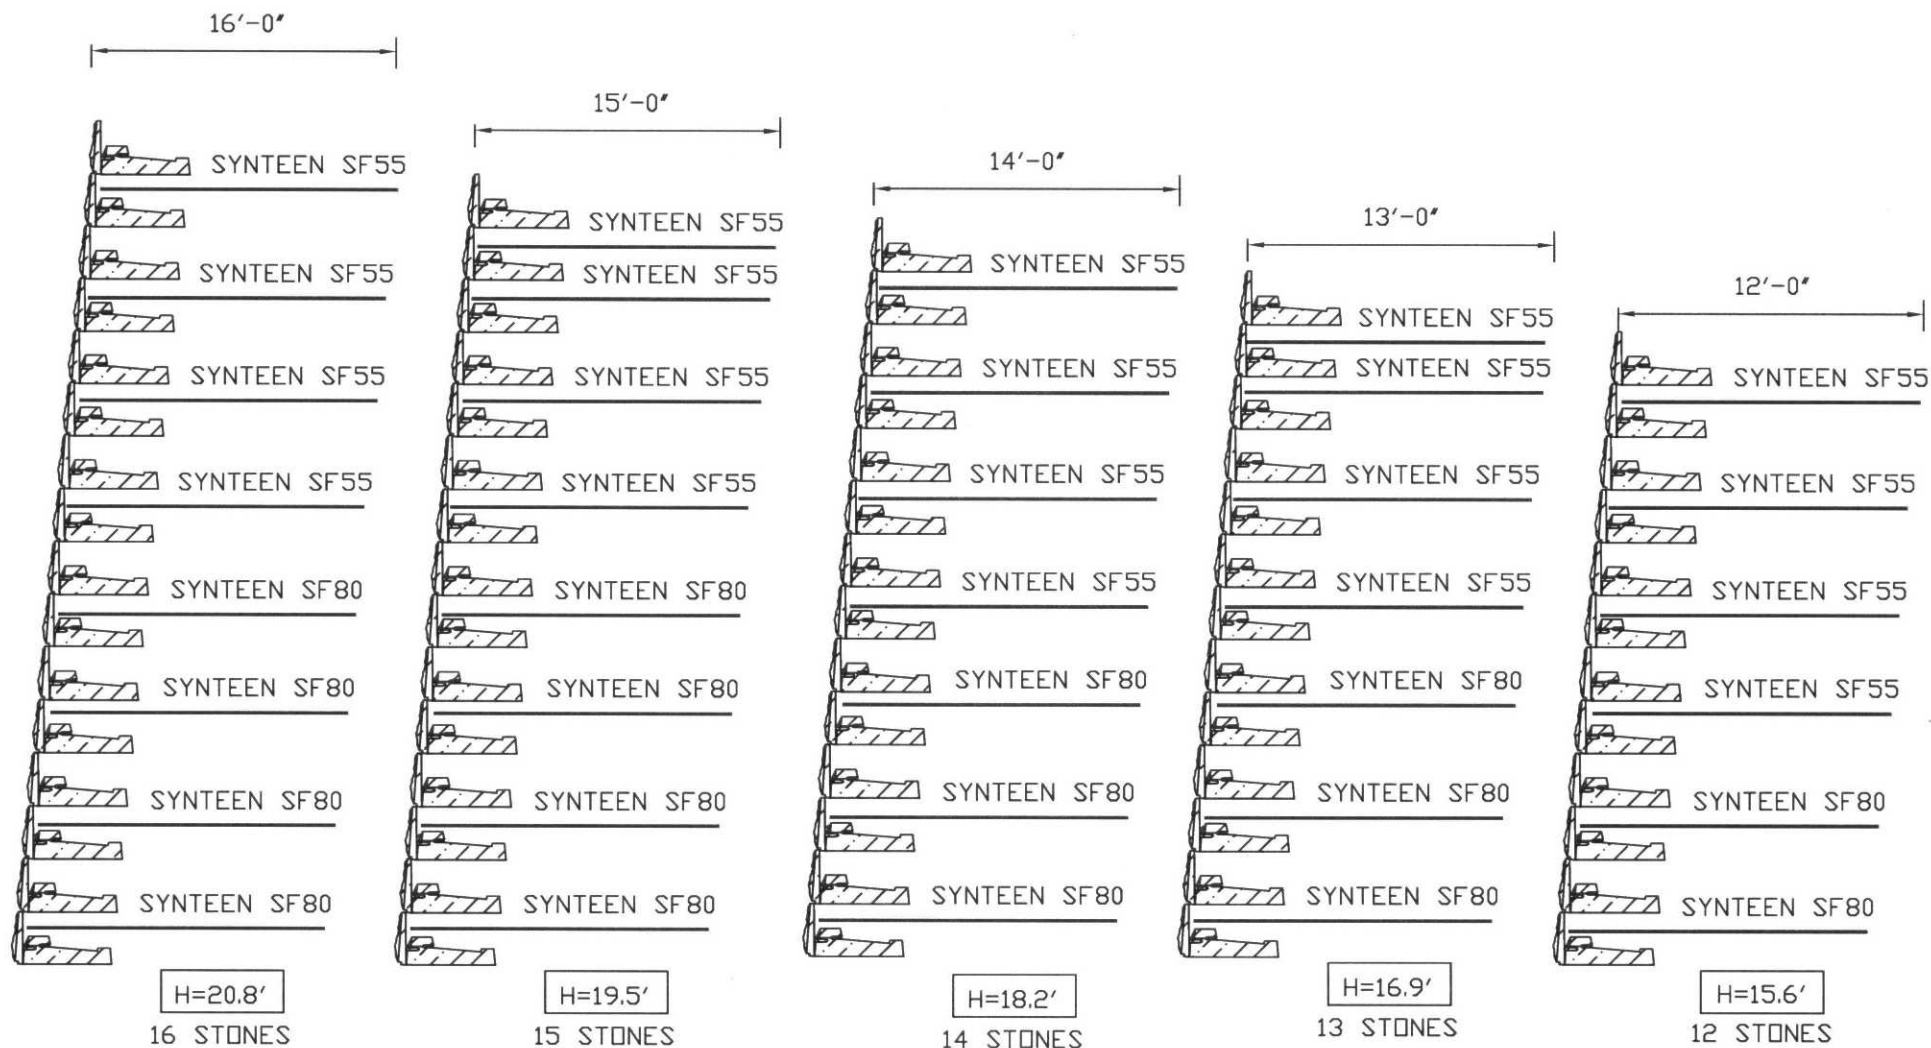 16'-0"
SYNTEEN SF55
SYNTEEN SF55
SYNTEEN SF55
SYNTEEN SF55
SYNTEEN SF80
SYNTEEN SF80
SYNTEEN SF80
SYNTEEN SF80
H=20.8'
16 STONES
15'-0"
SYNTEEN SF55
SYNTEEN SF55
SYNTEEN SF55
SYNTEEN SF55
SYNTEEN SF80
SYNTEEN SF80
SYNTEEN SF80
SYNTEEN SF80
H=19.5'
15 STONES
14'-0"
SYNTEEN SF55
SYNTEEN SF55
SYNTEEN SF55
SYNTEEN SF55
SYNTEEN SF80
SYNTEEN SF80
SYNTEEN SF80
H=18.2'
14 STONES
13'-0"
SYNTEEN SF55
SYNTEEN SF55
SYNTEEN SF55
SYNTEEN SF55
SYNTEEN SF80
SYNTEEN SF80
SYNTEEN SF80
H=16.9'
13 STONES
12'-0"
SYNTEEN SF55
SYNTEEN SF55
SYNTEEN SF55
SYNTEEN SF55
SYNTEEN SF80
SYNTEEN SF80
H=15.6'
12 STONES